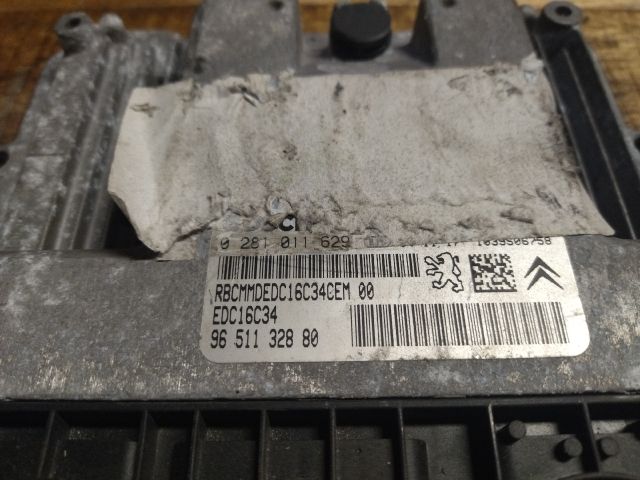 0 281 011 629 1039S06758
RBCMMDEDC16C34CEM 00
EDC16C34
96 511 328 80